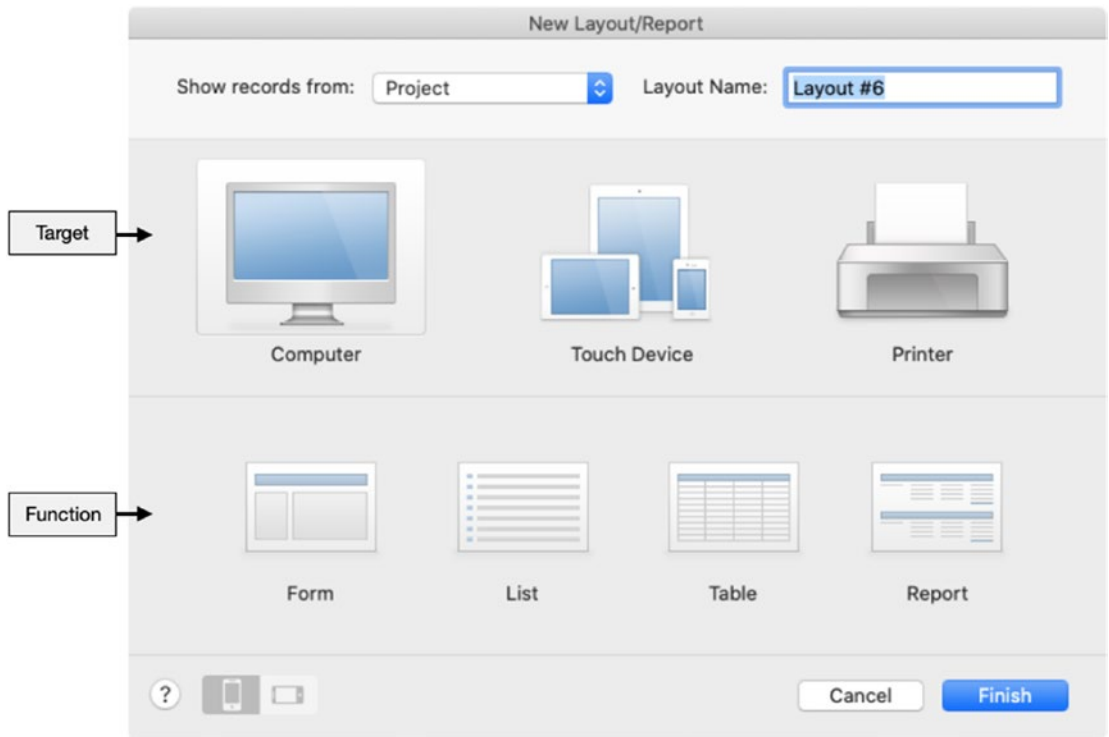 New Layout/Report
Show records from: Project Layout Name: Layout #6
Target
Computer Touch Device Printer
Function
Form List Table Report
? Cancel Finish